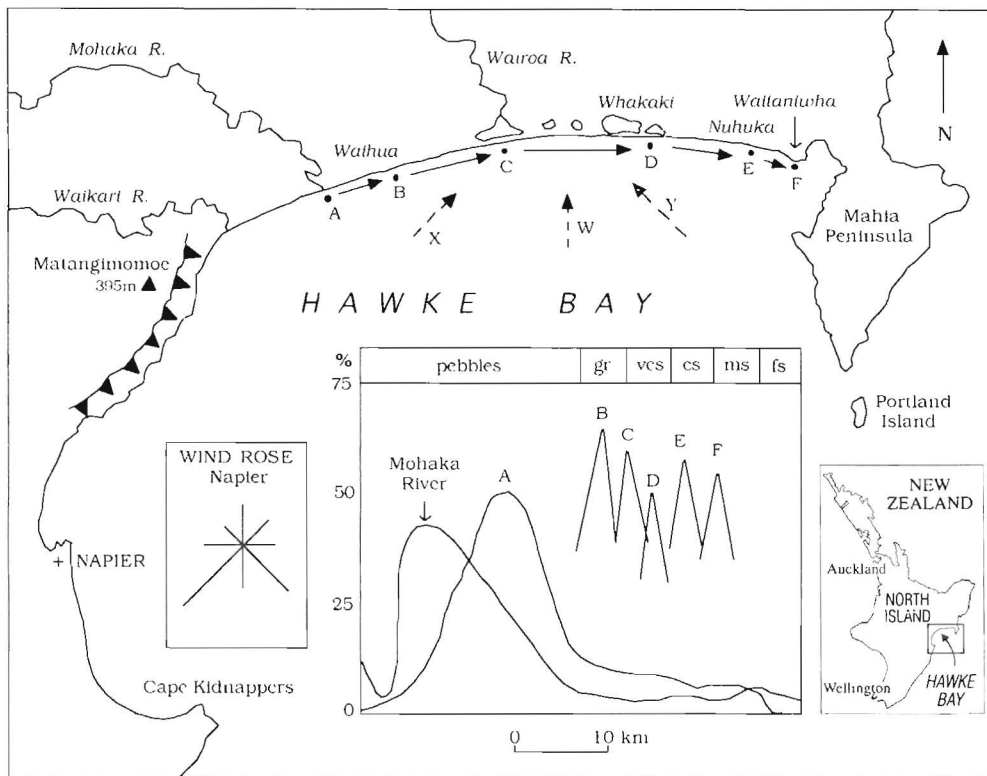 Mohaka R.
Wairoa R.
Whakaki
Waitaniwha
Nuhuka
N
Waihua
A
B
C
D
E
F
Waikari R.
X
W
Y
Mahia
Peninsula
Matangimomoe
395m
HAWKE BAY
%
pebbles
gr
vcs
cs
ms
fs
75
Portland
Island
B
C
D
E
F
WIND ROSE
Napier
Mohaka
River
A
50
NEW
ZEALAND
+ NAPIER
Auckland
25
NORTH
ISLAND
Cape Kidnappers
Wellington
HAWKE
BAY
0
0 10 km